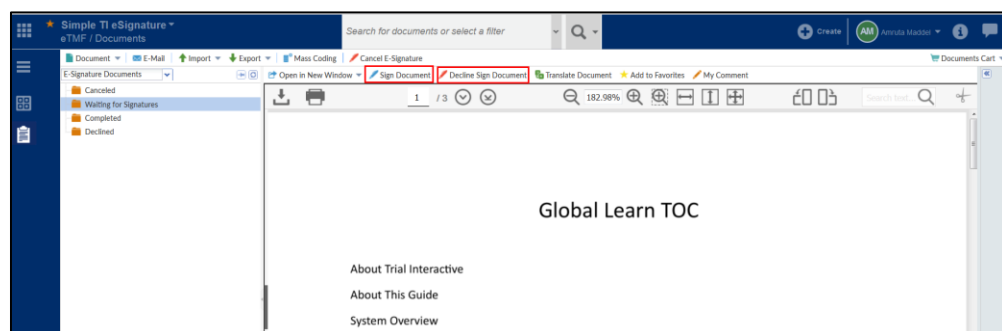 Simple TI eSignature
eTMF / Documents
Search for documents or select a filter
Create
AM
Amruta Maddel
Document E-Mail Import Export Mass Coding Cancel E-Signature
Documents Cart
E-Signature Documents
Open in New Window Sign Document Decline Sign Document Translate Document Add to Favorites My Comment
Canceled
Waiting for Signatures
Completed
Declined
1 /3
182.98%
Search text...
Global Learn TOC
About Trial Interactive
About This Guide
System Overview